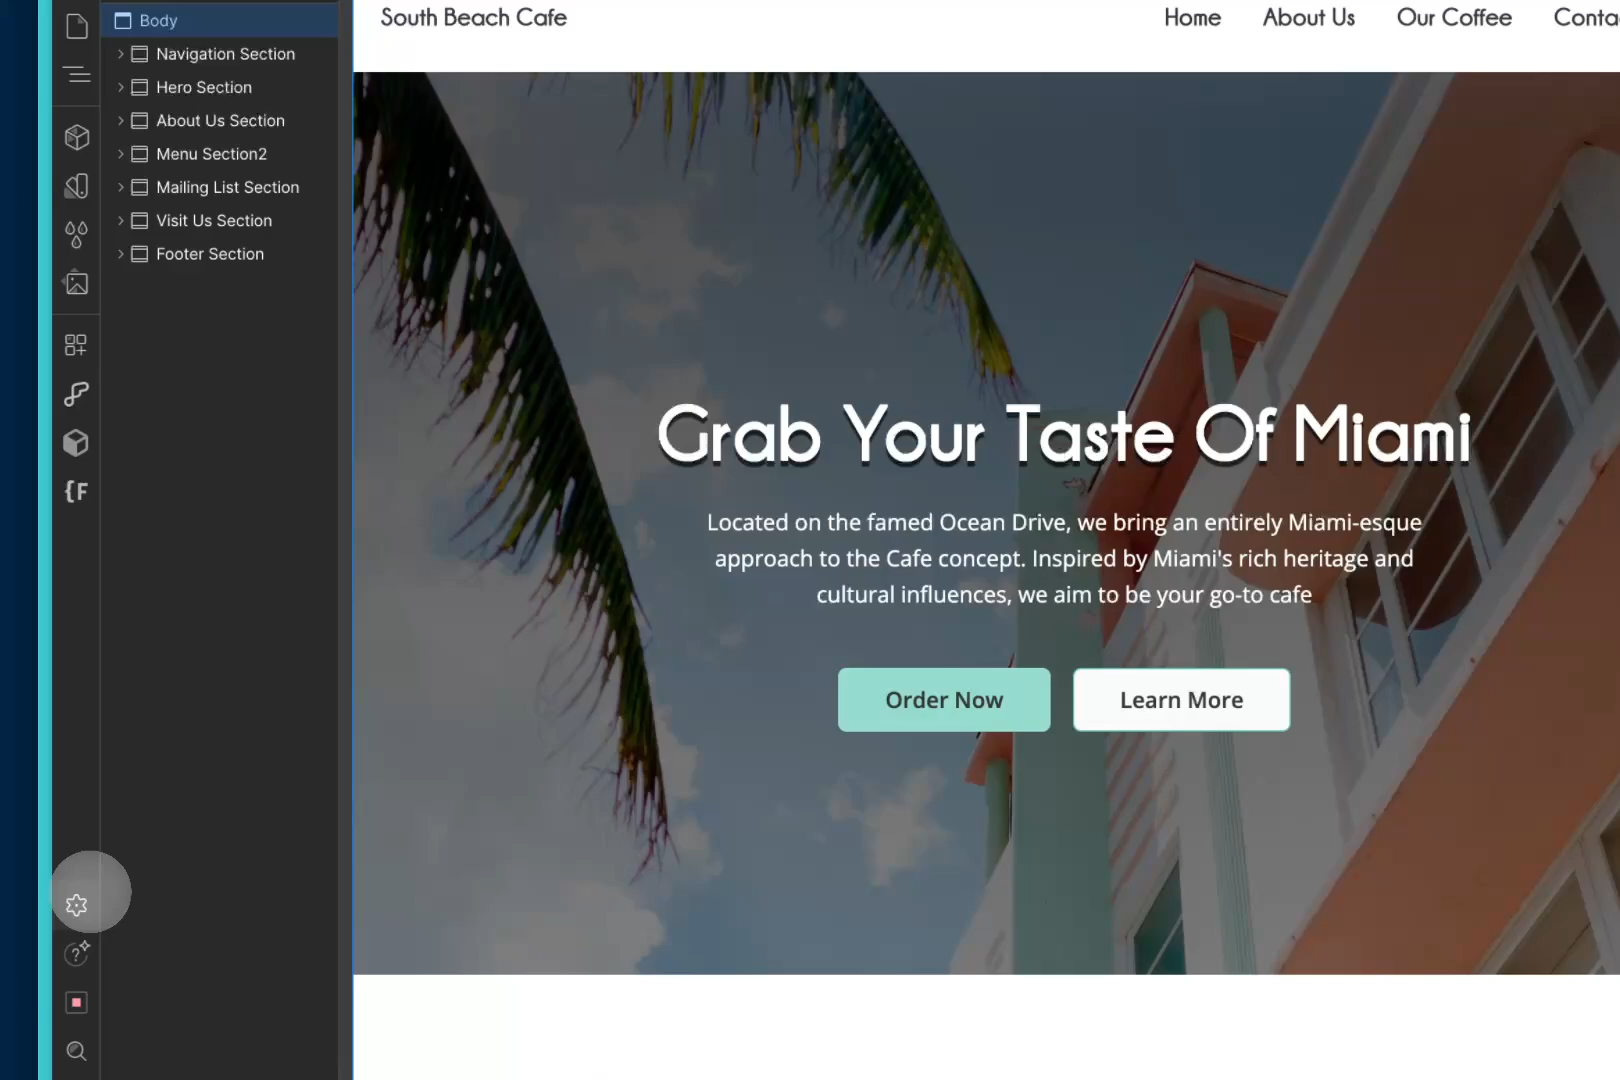 Body
Navigation Section
Hero Section
About Us Section
Menu Section2
Mailing List Section
Visit Us Section
Footer Section
{F
South Beach Cafe
Home
About Us
Our Coffee
Conta
Grab Your Taste Of Miami
Located on the famed Ocean Drive, we bring an entirely Miami-esque
approach to the Cafe concept. Inspired by Miami's rich heritage and
cultural influences, we aim to be your go-to cafe
Order Now
Learn More